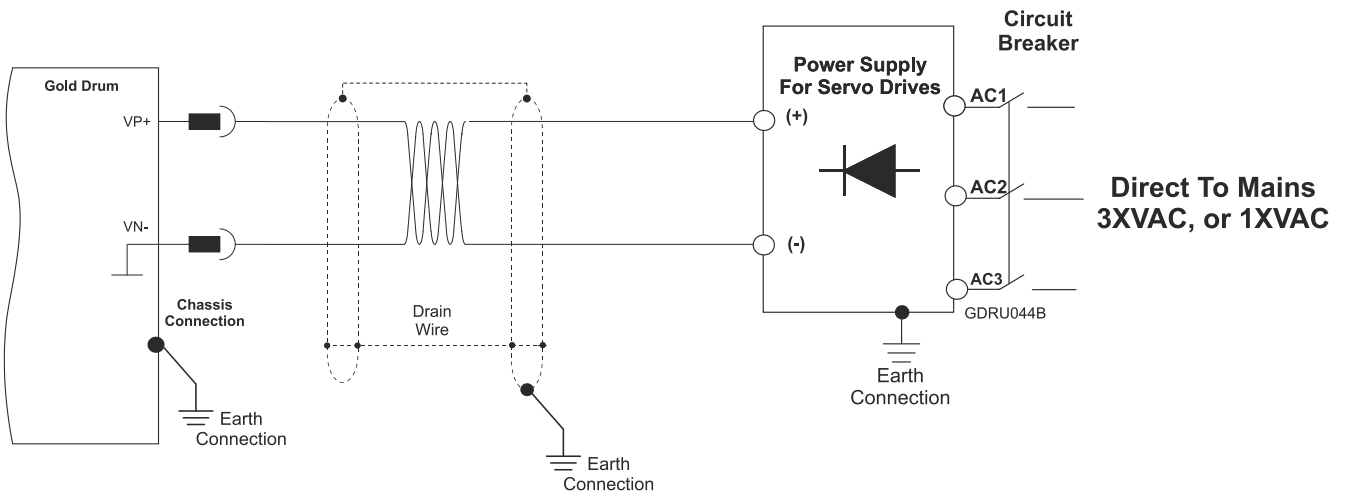 Gold Drum
VP+
VN-
Chassis
Connection
Earth
Connection
Drain
Wire
Earth
Connection
Power Supply
For Servo Drives
(+)
(-)
Circuit
Breaker
AC1
AC2
AC3
GDRU044B
Earth
Connection
Direct To Mains
3XVAC, or 1XVAC